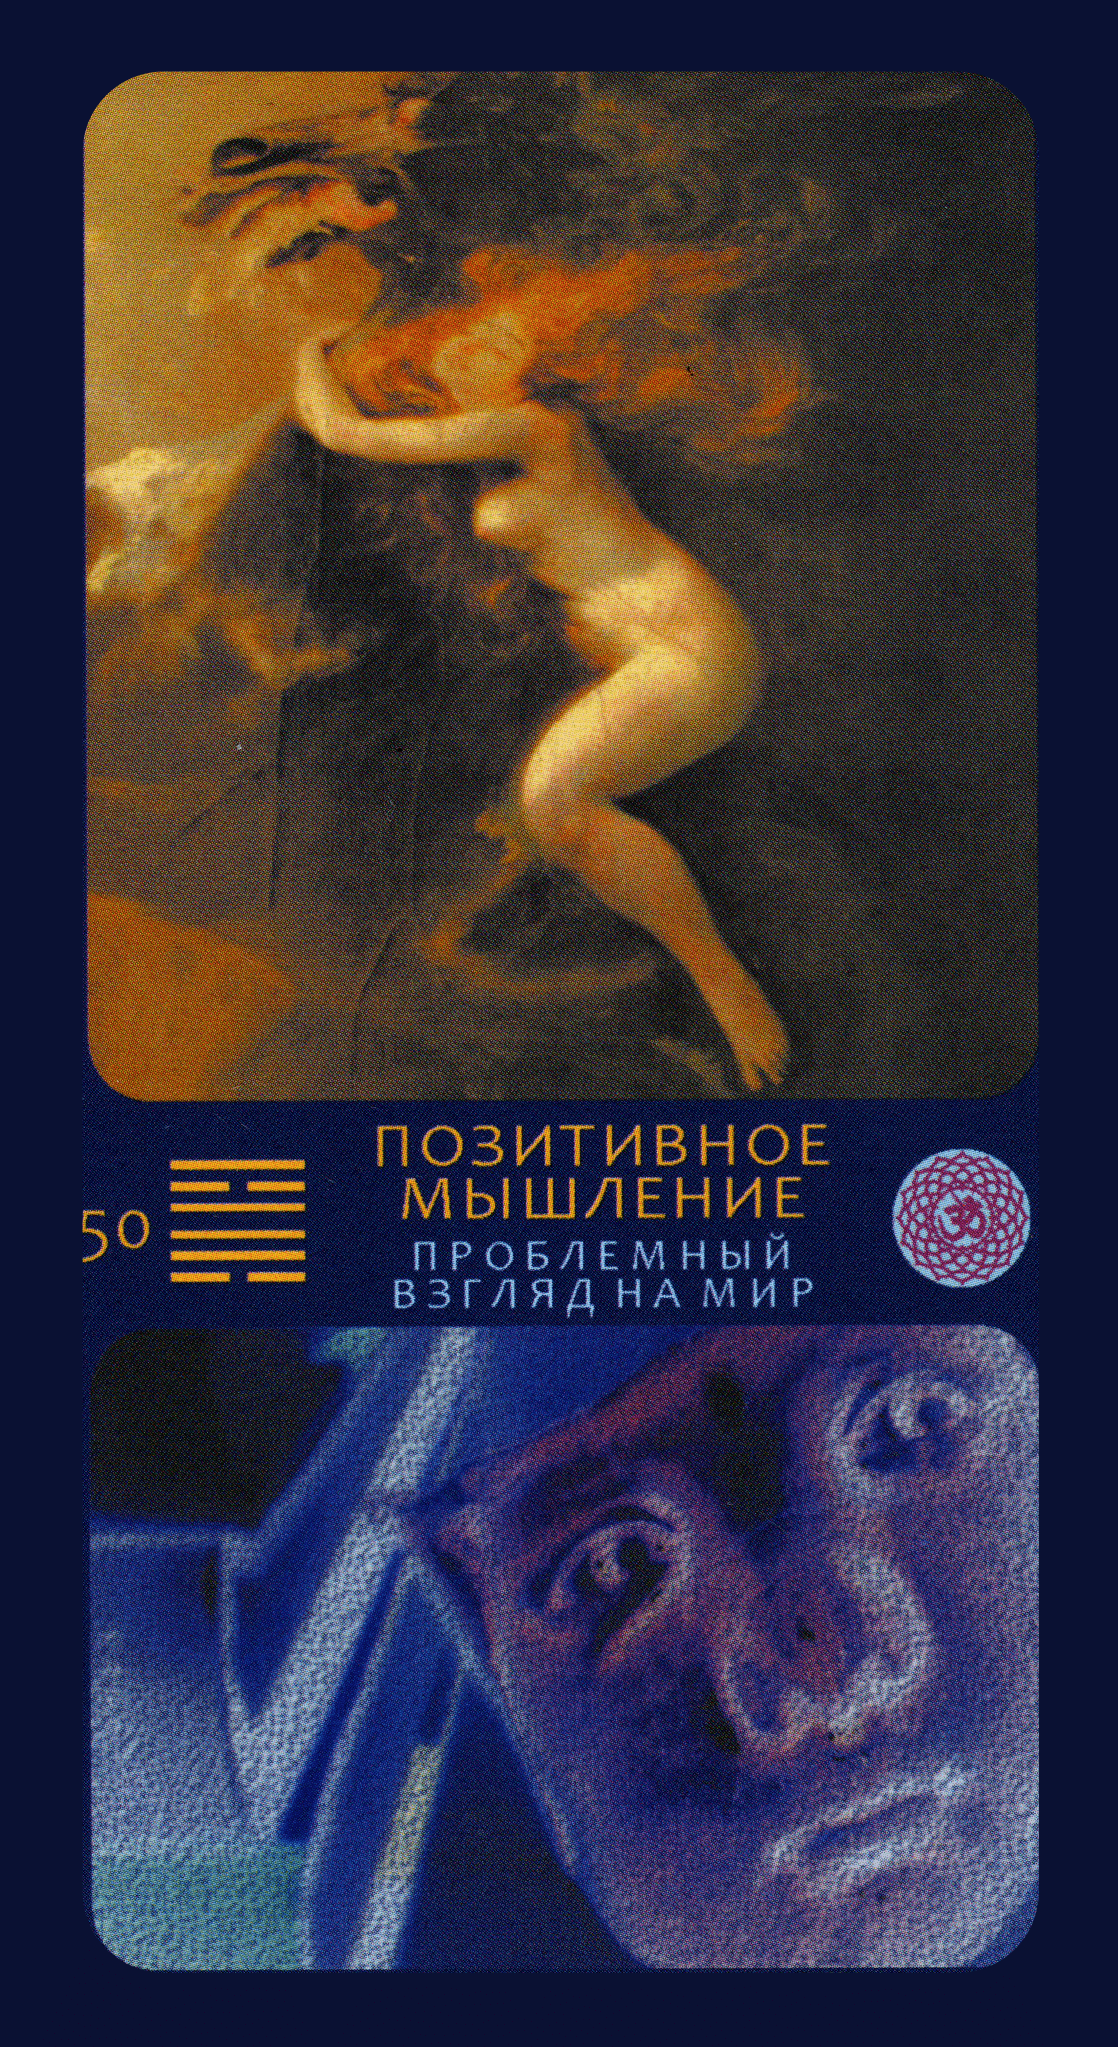 50
ПОЗИТИВНОЕ
МЫШЛЕНИЕ
ПРОБЛЕМНЫЙ
ВЗГЛЯД НА МИР
ॐ